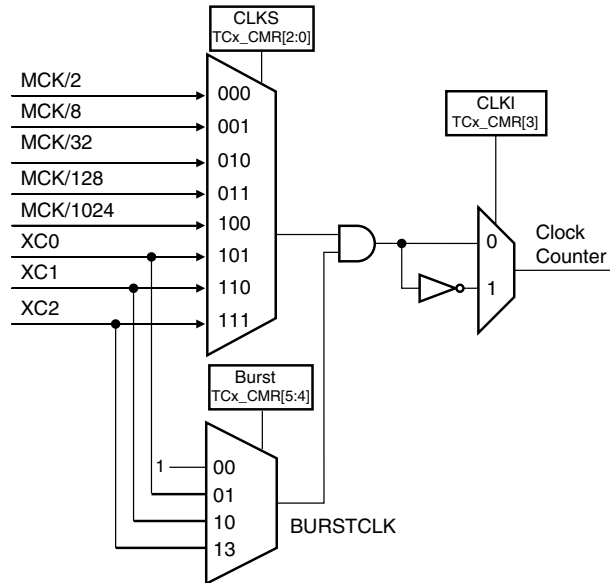 CLKS
TCx_CMR[2:0]
MCK/2
000
MCK/8
001
MCK/32
010
MCK/128
011
MCK/1024
100
XC0
101
XC1
110
XC2
111
CLKI
TCx_CMR[3]
0
1
Clock
Counter
Burst
TCx_CMR[5:4]
1
00
01
10
13
BURSTCLK